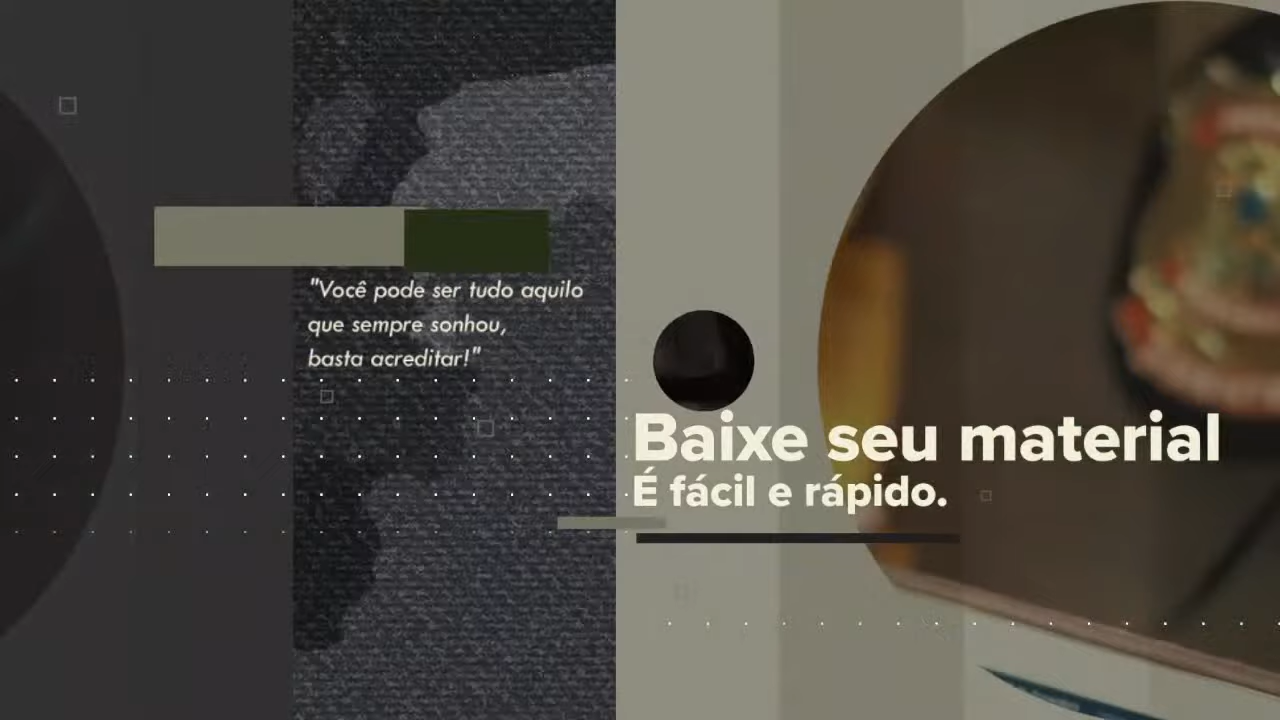 "Você pode ser tudo aquilo
que sempre sonhou,
basta acreditar!"
Baixe seu material
É fácil e rápido.